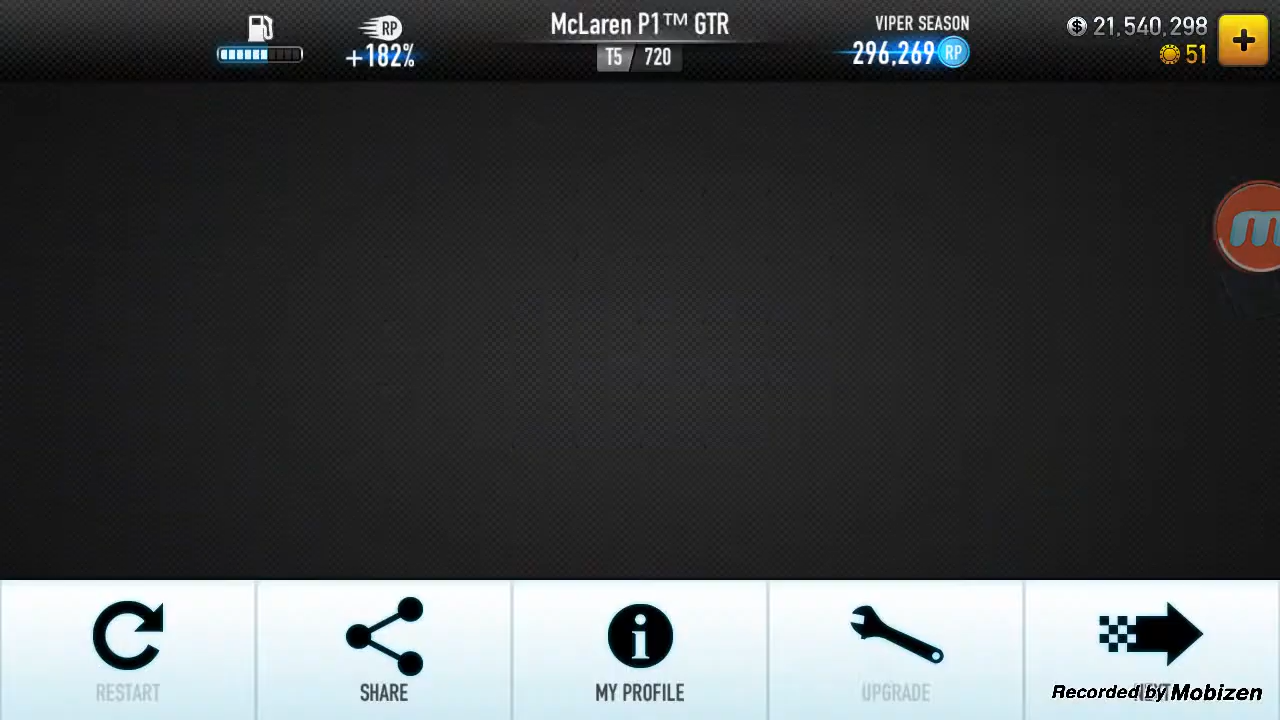 RP
+182%
McLaren P1™ GTR
T5 / 720
VIPER SEASON
296,269 RP
$ 21,540,298
51
m
RESTART
SHARE
MY PROFILE
UPGRADE
NEXT
Recorded by Mobizen